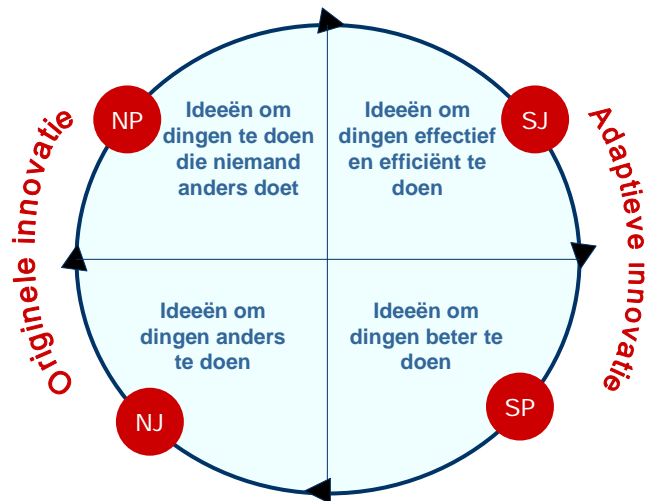 Originele innovatie
NP
Ideeën om
dingen te doen
die niemand
anders doet
Ideeën om
dingen effectief
en efficiënt te
doen
SJ
Adaptieve innovatie
Ideeën om
dingen anders
te doen
NJ
Ideeën om
dingen beter te
doen
SP